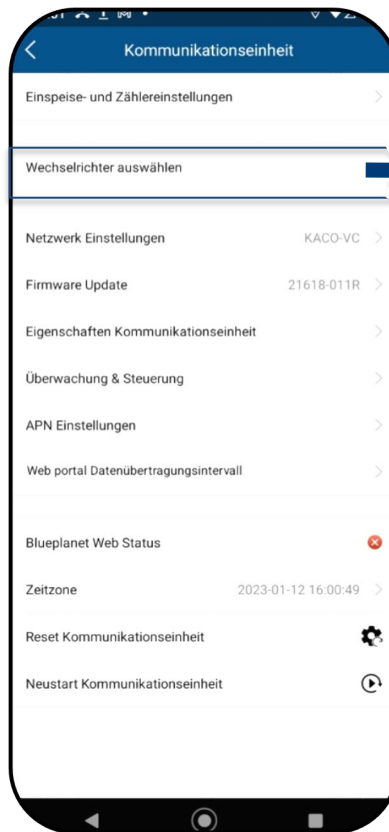 Kommunikationseinheit
Einspeise- und Zählereinstellungen
Wechselrichter auswählen
Netzwerk Einstellungen KACO-VC
Firmware Update 21618-011R
Eigenschaften Kommunikationseinheit
Überwachung & Steuerung
APN Einstellungen
Web portal Datenübertragungsintervall
Blueplanet Web Status
Zeitzone 2023-01-12 16:00:49
Reset Kommunikationseinheit
Neustart Kommunikationseinheit